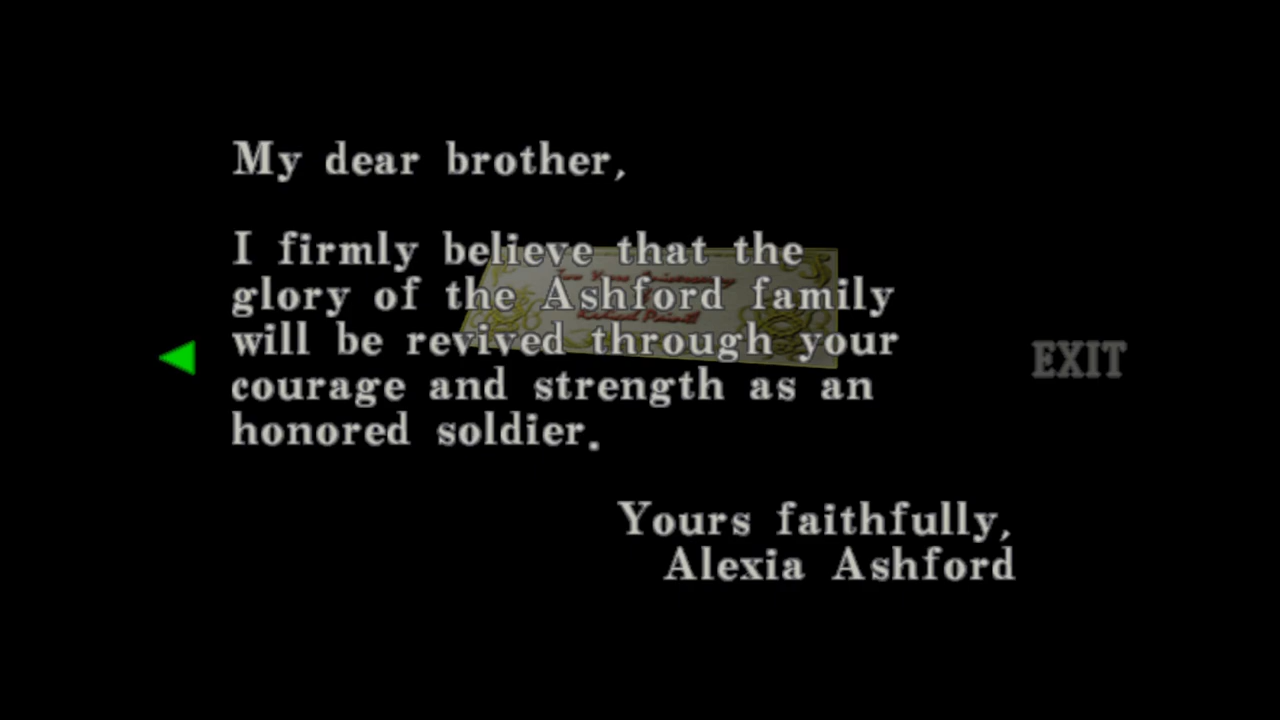 My dear brother,
I firmly believe that the
glory of the Ashford family
will be revived through your
courage and strength as an
honored soldier.
EXIT
Yours faithfully,
Alexia Ashford